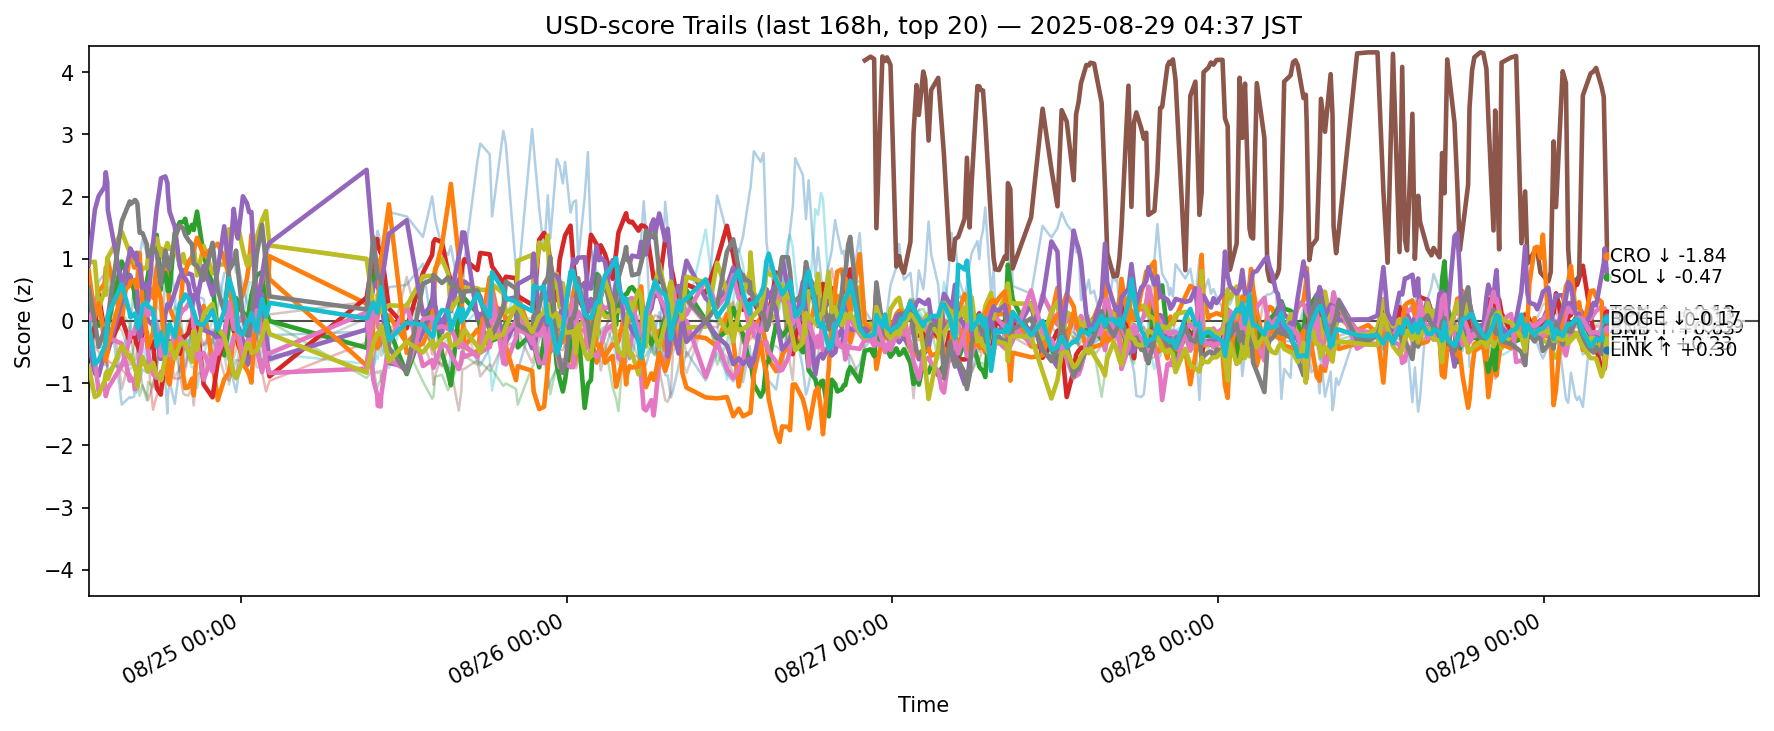 USD-score Trails (last 168h, top 20) — 2025-08-29 04:37 JST
Score (z)
4
3
2
1
0
−1
−2
−3
−4
CRO ↓ -1.84
SOL ↓ -0.47
DOGE ↓ -0.17
LINK ↑ +0.30
08/25 00:00
08/26 00:00
08/27 00:00
08/28 00:00
08/29 00:00
Time